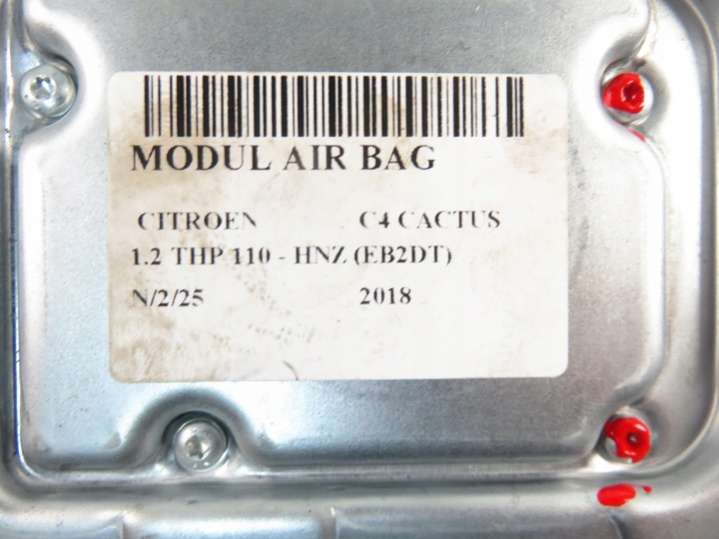 MODUL AIR BAG
CITROEN C4 CACTUS
1.2 THP 110 - HNZ (EB2DT)
N/2/25 2018